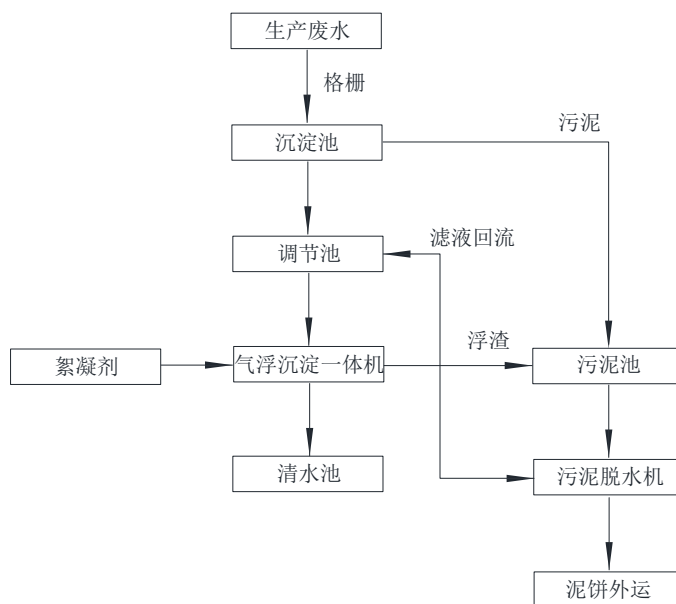 生产废水
格栅
沉淀池
污泥
调节池
滤液回流
絮凝剂
气浮沉淀一体机
浮渣
污泥池
清水池
污泥脱水机
泥饼外运